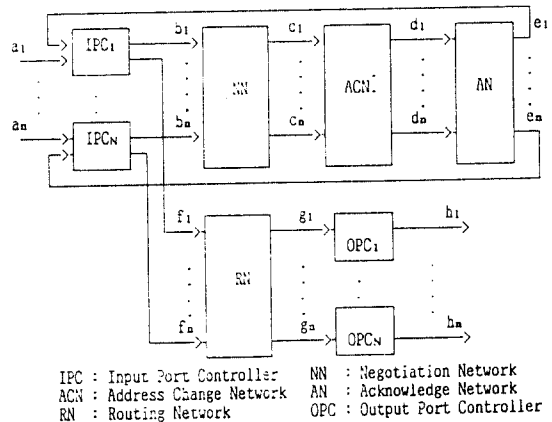 e1
IPC1
b1
c1
d1
a1
NN
ACN
AN
an
IPCN
bn
cn
dn
en
f1
g1
h1
OPC1
RN
fn
gn
OPCN
hn
IPC : Input Port Controller NN : Negotiation Network
ACN : Address Change Network AN : Acknowledge Network
RN : Routing Network OPC : Output Port Controller